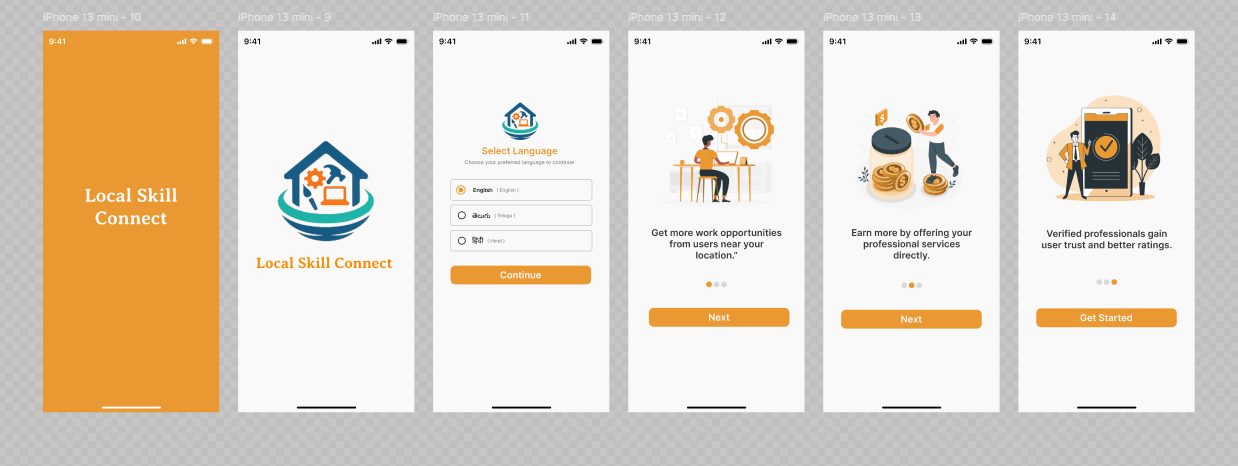 iPhone 13 mini - 10
9:41
Local Skill
Connect
iPhone 13 mini - 9
9:41
Local Skill Connect
iPhone 13 mini - 11
9:41
Select Language
Choose your preferred language to continue
English ( English )
తెలుగు ( Telugu )
हिंदी ( Hindi )
Continue
iPhone 13 mini - 12
9:41
Get more work opportunities
from users near your
location."
Next
iPhone 13 mini - 13
9:41
$
Earn more by offering your
professional services
directly.
Next
iPhone 13 mini - 14
9:41
Verified professionals gain
user trust and better ratings.
Get Started